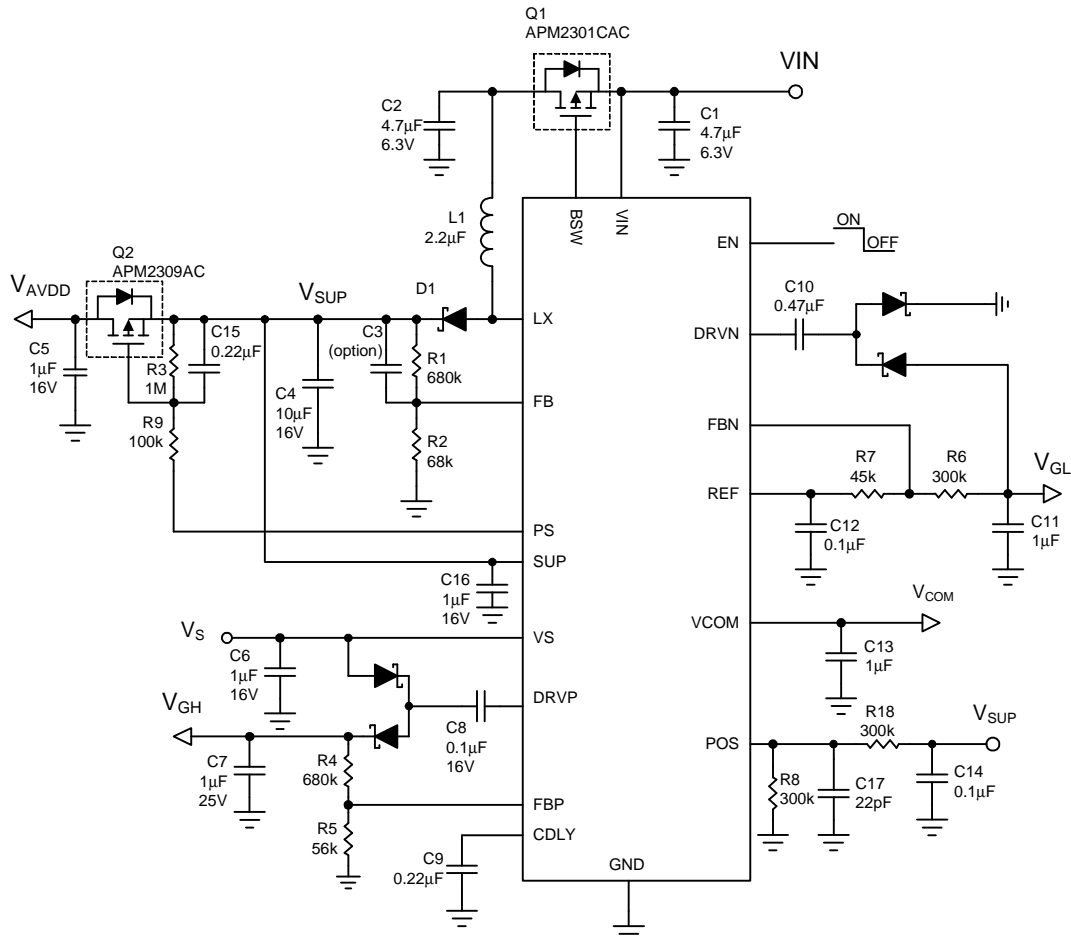 Q1
APM2301CAC
VIN
C2
4.7µF
6.3V
C1
4.7µF
6.3V
BSW
VIN
L1
2.2µF
EN
ON
OFF
Q2
APM2309AC
VAVDD
VSUP
D1
LX
C10
0.47µF
DRVN
C5
1µF
16V
C15
0.22µF
R3
1M
C3
(option)
R1
680k
C4
10µF
16V
FB
R9
100k
R2
68k
FBN
R7
45k
R6
300k
VGL
REF
C12
0.1µF
C11
1µF
PS
SUP
C16
1µF
16V
VS
VS
C6
1µF
16V
VCOM
VCOM
C13
1µF
DRVP
VGH
C8
0.1µF
16V
C7
1µF
25V
R4
680k
R18
300k
VSUP
POS
R8
300k
C17
22pF
C14
0.1µF
FBP
R5
56k
CDLY
C9
0.22µF
GND